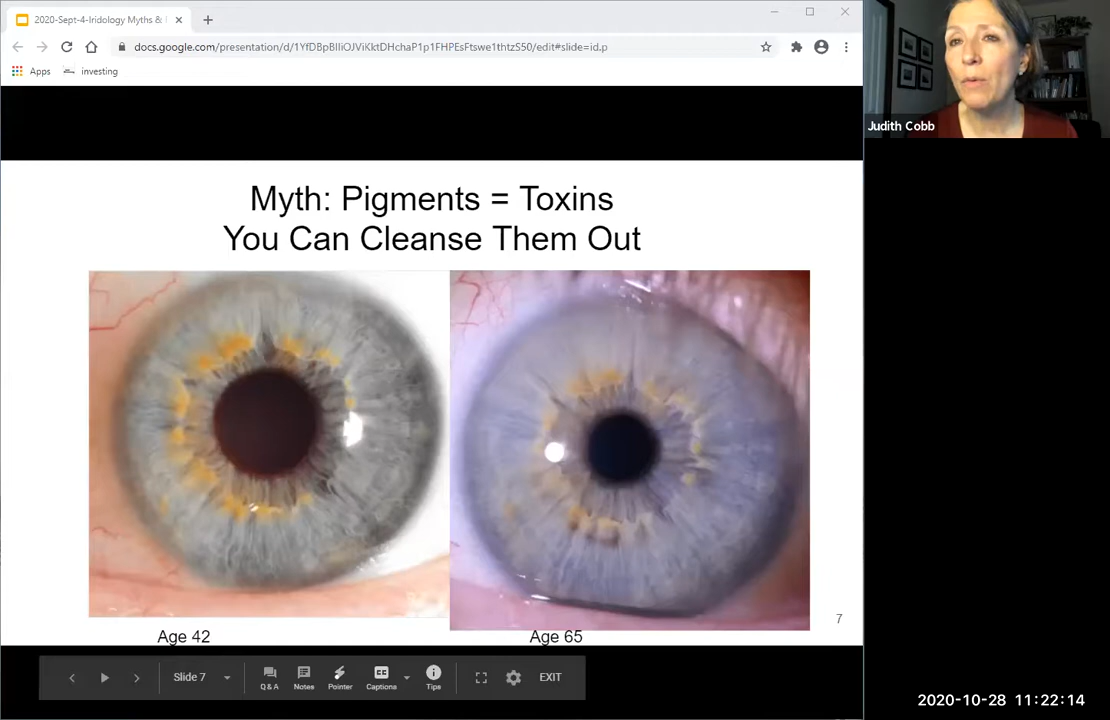 2020-Sept-4-Iridology Myths &
docs.google.com/presentation/d/1YfDBpBIliOJViKktDHchaP1p1FHPEsFtswe1thtzS50/edit#slide=id.p
Apps investing
Judith Cobb
Myth: Pigments = Toxins
You Can Cleanse Them Out
7
Age 42 Age 65
Slide 7 Q&A Notes Pointer CC Captions Tips EXIT
2020-10-28 11:22:14